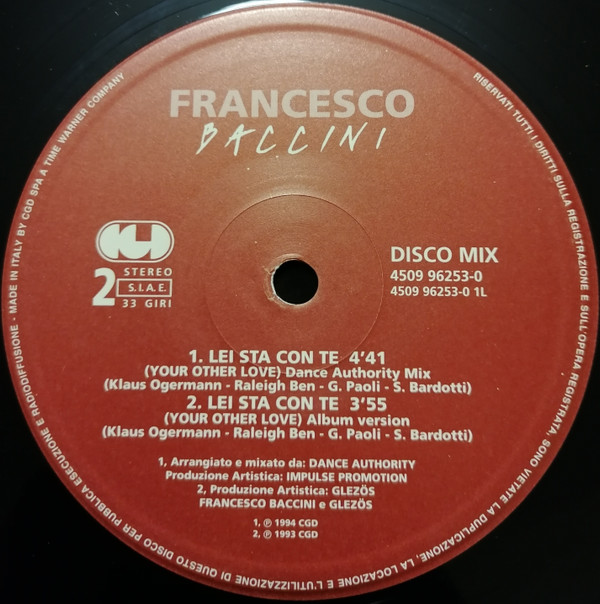 FRANCESCO
BACCINI
DISCO MIX
4509 96253-0
4509 96253-0 1L
2
STEREO
S.I.A.E.
33 GIRI
1. LEI STA CON TE 4'41
(YOUR OTHER LOVE) Dance Authority Mix
(Klaus Ogermann - Raleigh Ben - G. Paoli - S. Bardotti)
2. LEI STA CON TE 3'55
(YOUR OTHER LOVE) Album version
(Klaus Ogermann - Raleigh Ben - G. Paoli - S. Bardotti)
1, Arrangiato e mixato da: DANCE AUTHORITY
Produzione Artistica: IMPULSE PROMOTION
2, Produzione Artistica: GLEZÖS
FRANCESCO BACCINI e GLEZÖS
1, ℗ 1994 CGD
2, ℗ 1993 CGD
RISERVATI TUTTI I DIRITTI SULLA REGISTRAZIONE E SULL'OPERA REGISTRATA. SONO VIETATE LA DUPLICAZIONE, LA LOCAZIONE E L'UTILIZZAZIONE DI QUESTO DISCO PER PUBBLICA ESECUZIONE E RADIODIFFUSIONE - MADE IN ITALY BY CGD SPA A TIME WARNER COMPANY